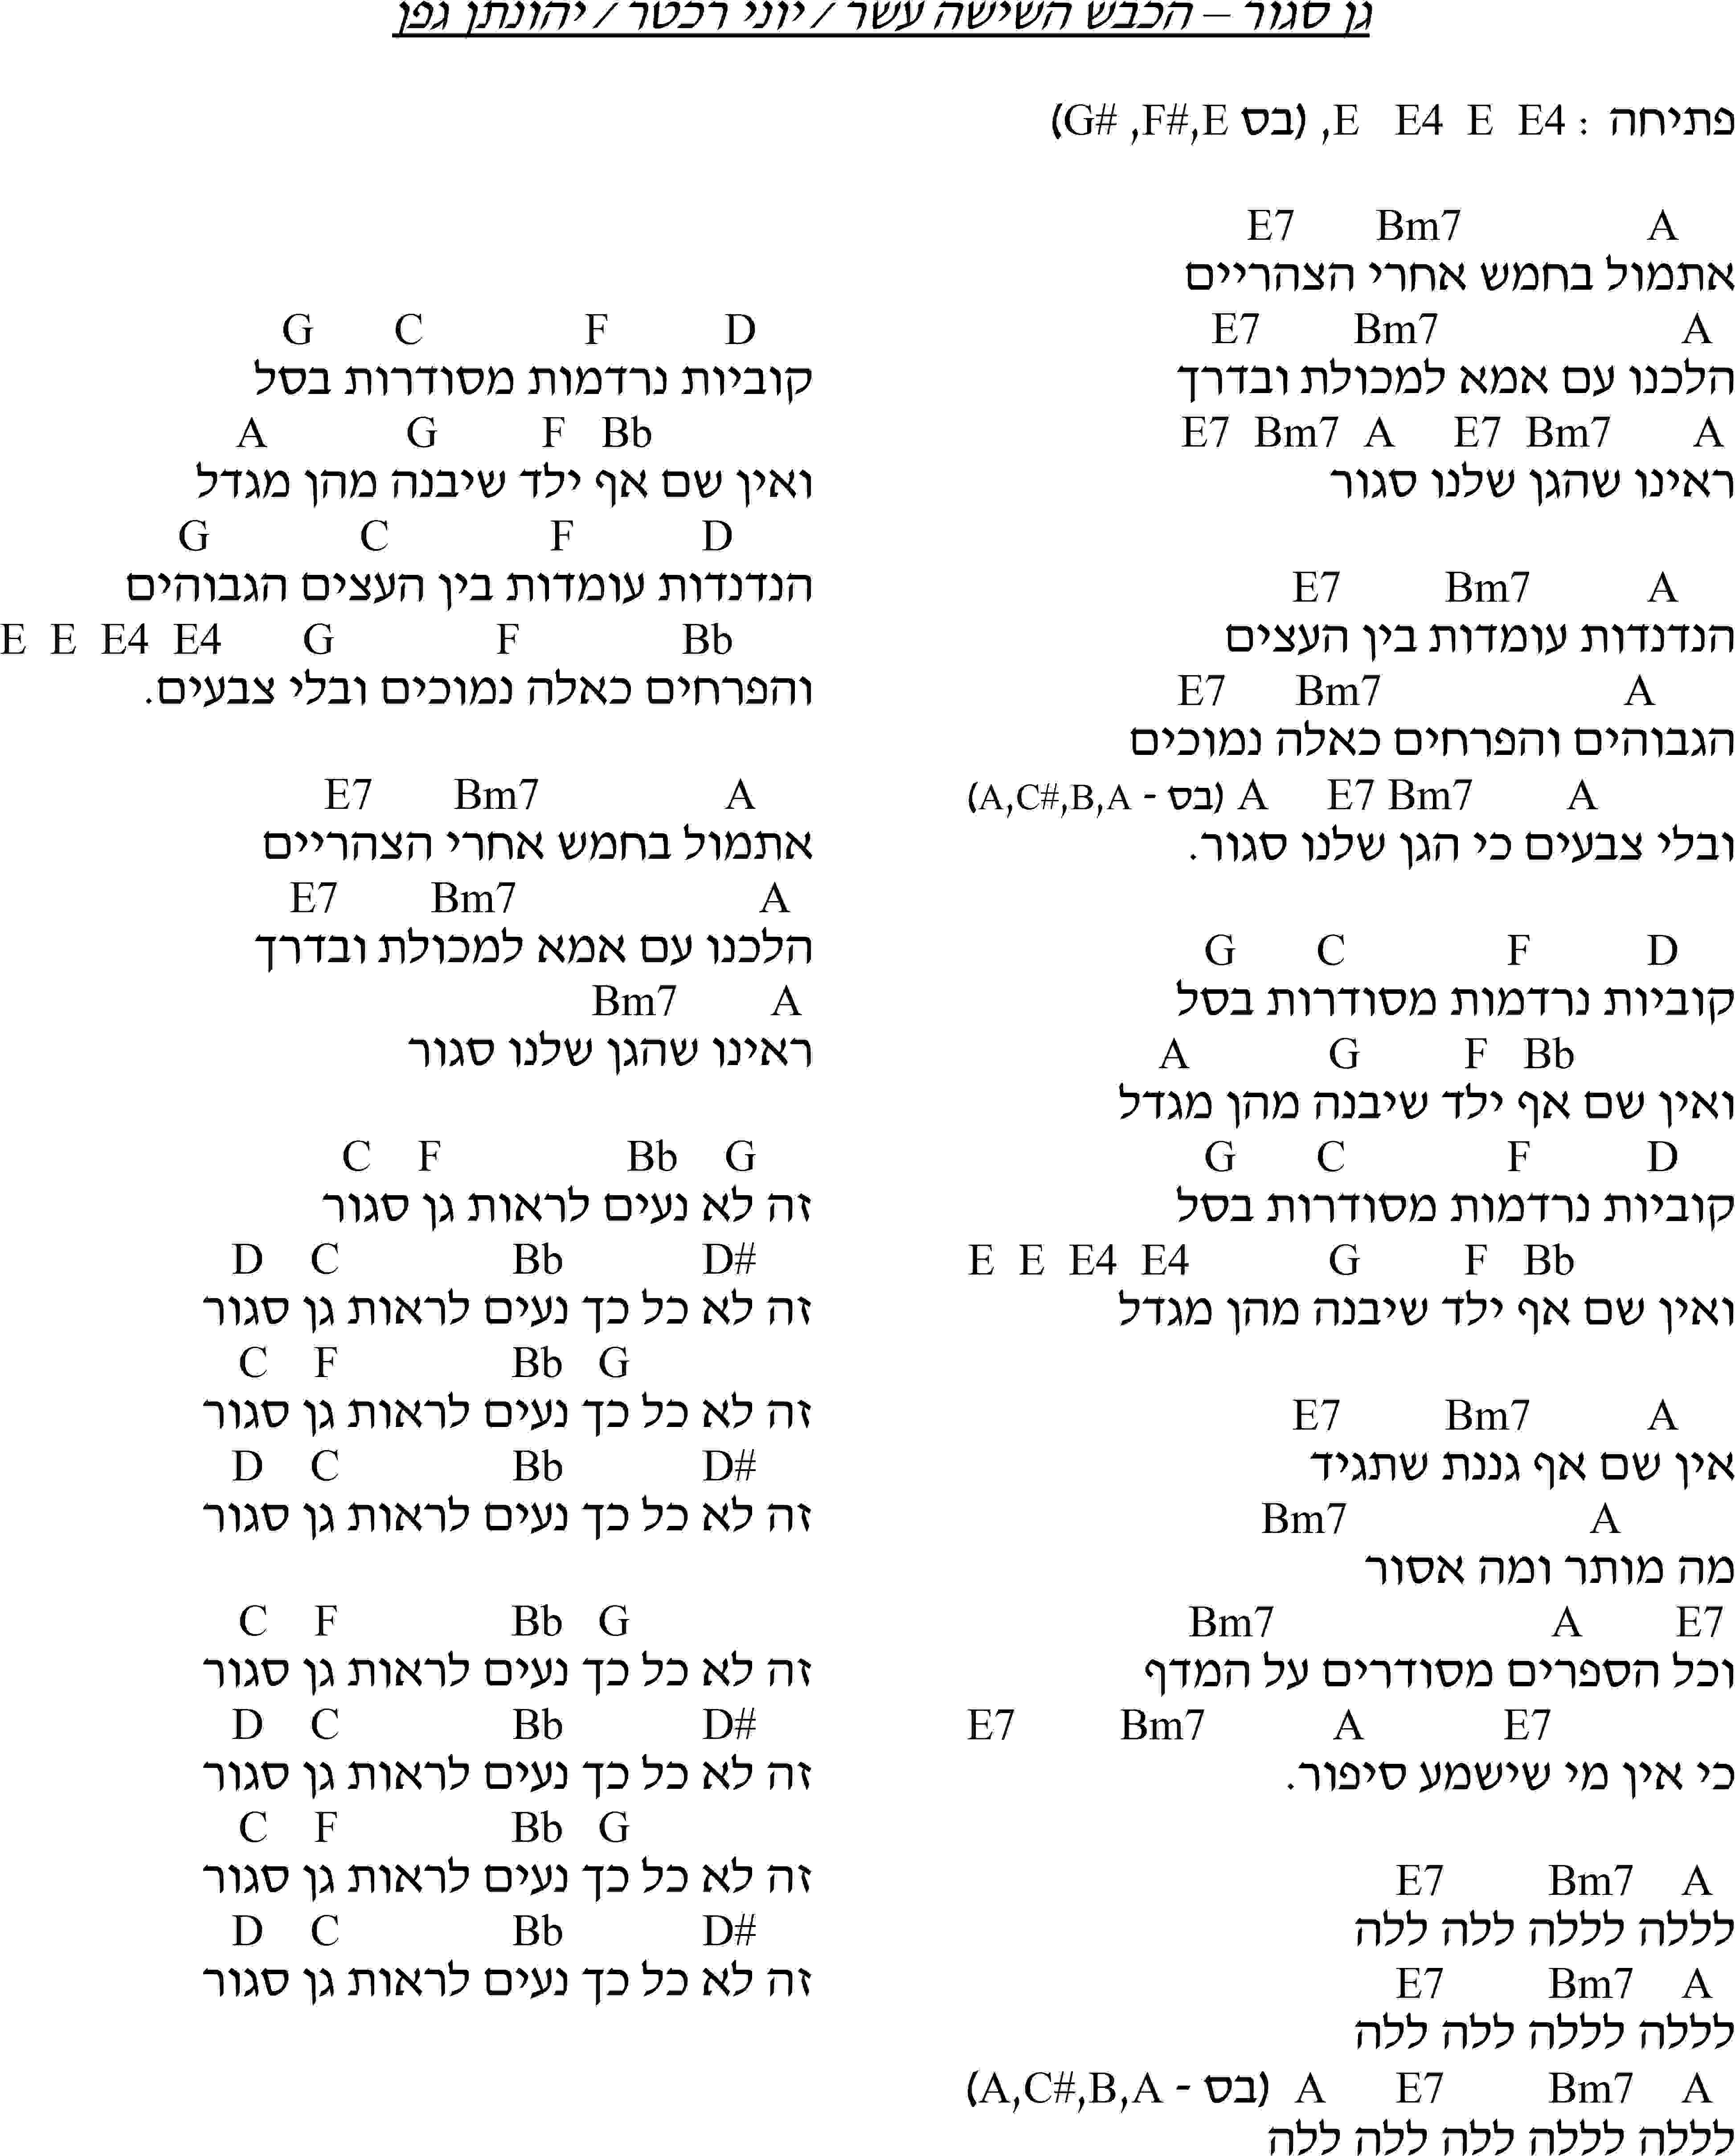 גן סגור – הכבש השישה עשר / יוני רכטר / יהונתן גפן
פתיחה : E   E4  E  E4, (בס E,F#, G#)
E7 Bm7 A
אתמול בחמש אחרי הצהריים
E7 Bm7 A
הלכנו עם אמא למכולת ובדרך
E7 Bm7 A E7 Bm7 A
ראינו שהגן שלנו סגור
E7 Bm7 A
הנדנדות עומדות בין העצים
E7 Bm7 A
הגבוהים והפרחים כאלה נמוכים
(בס - A,C#,B,A) A E7 Bm7 A
ובלי צבעים כי הגן שלנו סגור.
G C F D
קוביות נרדמות מסודרות בסל
A G F Bb
ואין שם אף ילד שיבנה מהן מגדל
G C F D
קוביות נרדמות מסודרות בסל
E E E4 E4 G F Bb
ואין שם אף ילד שיבנה מהן מגדל
E7 Bm7 A
אין שם אף גננת שתגיד
Bm7 A
מה מותר ומה אסור
Bm7 A E7
וכל הספרים מסודרים על המדף
E7 Bm7 A E7
כי אין מי שישמע סיפור.
E7 Bm7 A
לללה לללה ללה ללה
E7 Bm7 A
לללה לללה ללה ללה
(בס - A,C#,B,A) A E7 Bm7 A
לללה לללה ללה ללה ללה
G C F D
קוביות נרדמות מסודרות בסל
A G F Bb
ואין שם אף ילד שיבנה מהן מגדל
G C F D
הנדנדות עומדות בין העצים הגבוהים
E E E4 E4 G F Bb
והפרחים כאלה נמוכים ובלי צבעים.
E7 Bm7 A
אתמול בחמש אחרי הצהריים
E7 Bm7 A
הלכנו עם אמא למכולת ובדרך
Bm7 A
ראינו שהגן שלנו סגור
C F Bb G
זה לא נעים לראות גן סגור
D C Bb D#
זה לא כל כך נעים לראות גן סגור
C F Bb G
זה לא כל כך נעים לראות גן סגור
D C Bb D#
זה לא כל כך נעים לראות גן סגור
C F Bb G
זה לא כל כך נעים לראות גן סגור
D C Bb D#
זה לא כל כך נעים לראות גן סגור
C F Bb G
זה לא כל כך נעים לראות גן סגור
D C Bb D#
זה לא כל כך נעים לראות גן סגור